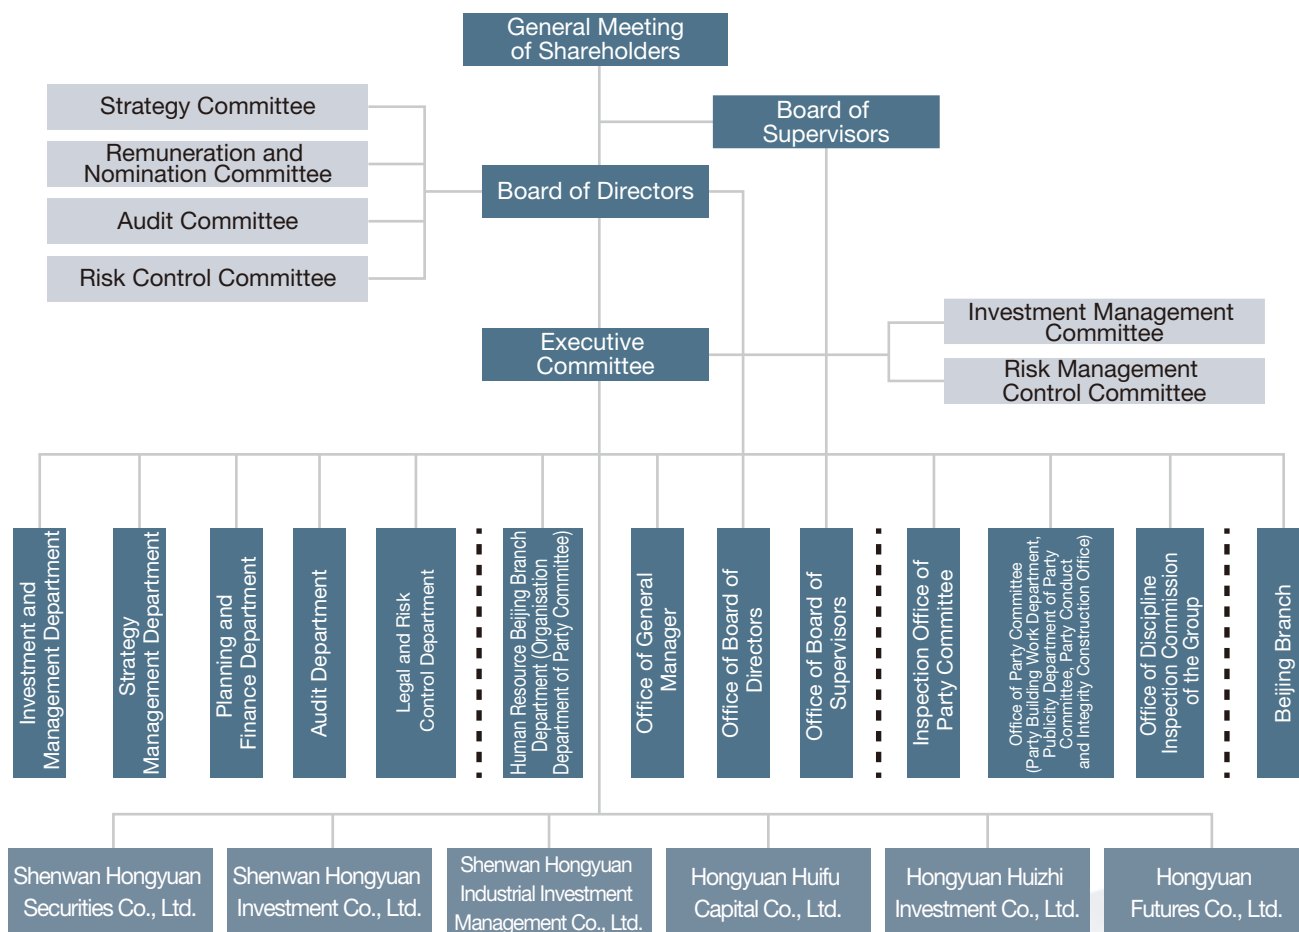 General Meeting
of Shareholders
Strategy Committee
Board of
Supervisors
Remuneration and
Nomination Committee
Board of Directors
Audit Committee
Risk Control Committee
Executive
Committee
Investment Management
Committee
Risk Management
Control Committee
Investment and
Management Department
Strategy
Management Department
Planning and
Finance Department
Audit Department
Legal and Risk
Control Department
Human Resource Beijing Branch
Department (Organisation
Department of Party Committee)
Office of General
Manager
Office of Board of
Directors
Office of Board of
Supervisors
Inspection Office of
Party Committee
Office of Party Committee
(Party Building Work Department,
Publicity Department of Party
Committee, Party Conduct
and Integrity Construction Office)
Office of Discipline
Inspection Commission
of the Group
Beijing Branch
Shenwan Hongyuan
Securities Co., Ltd.
Shenwan Hongyuan
Investment Co., Ltd.
Shenwan Hongyuan
Industrial Investment
Management Co., Ltd.
Hongyuan Huifu
Capital Co., Ltd.
Hongyuan Huizhi
Investment Co., Ltd.
Hongyuan
Futures Co., Ltd.